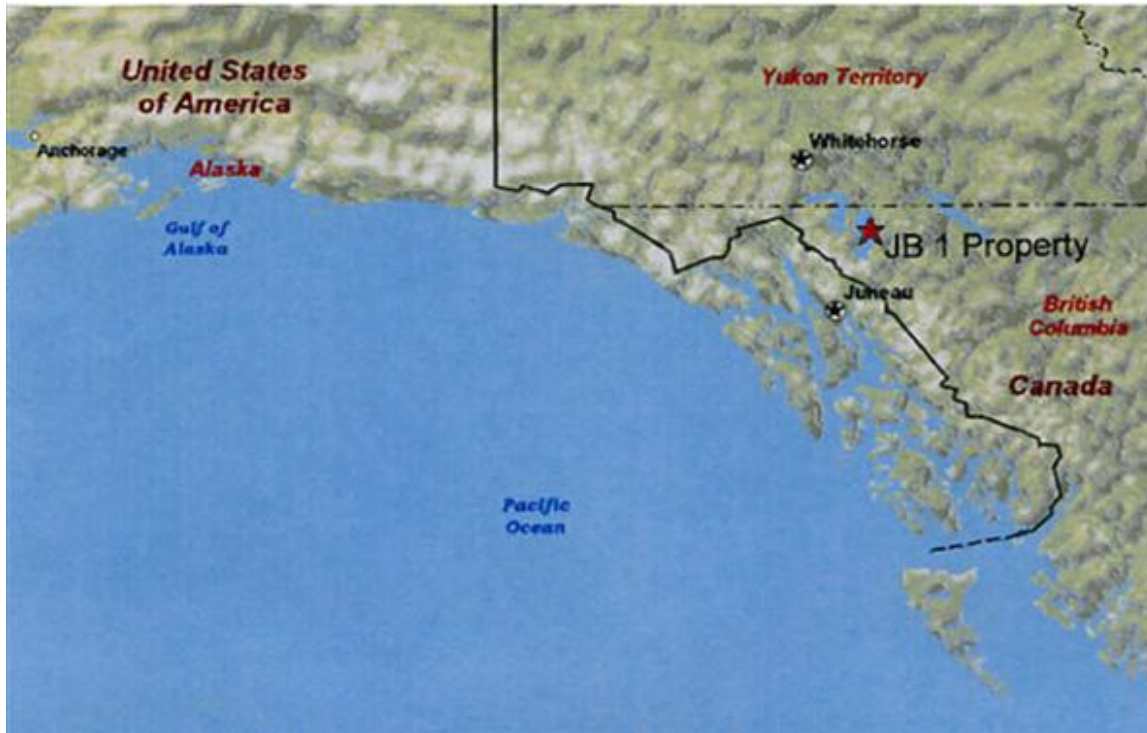 United States
of America
Yukon Territory
Anchorage
Whitehorse
Alaska
Gulf of
Alaska
JB 1 Property
Juneau
British
Columbia
Canada
Pacific
Ocean